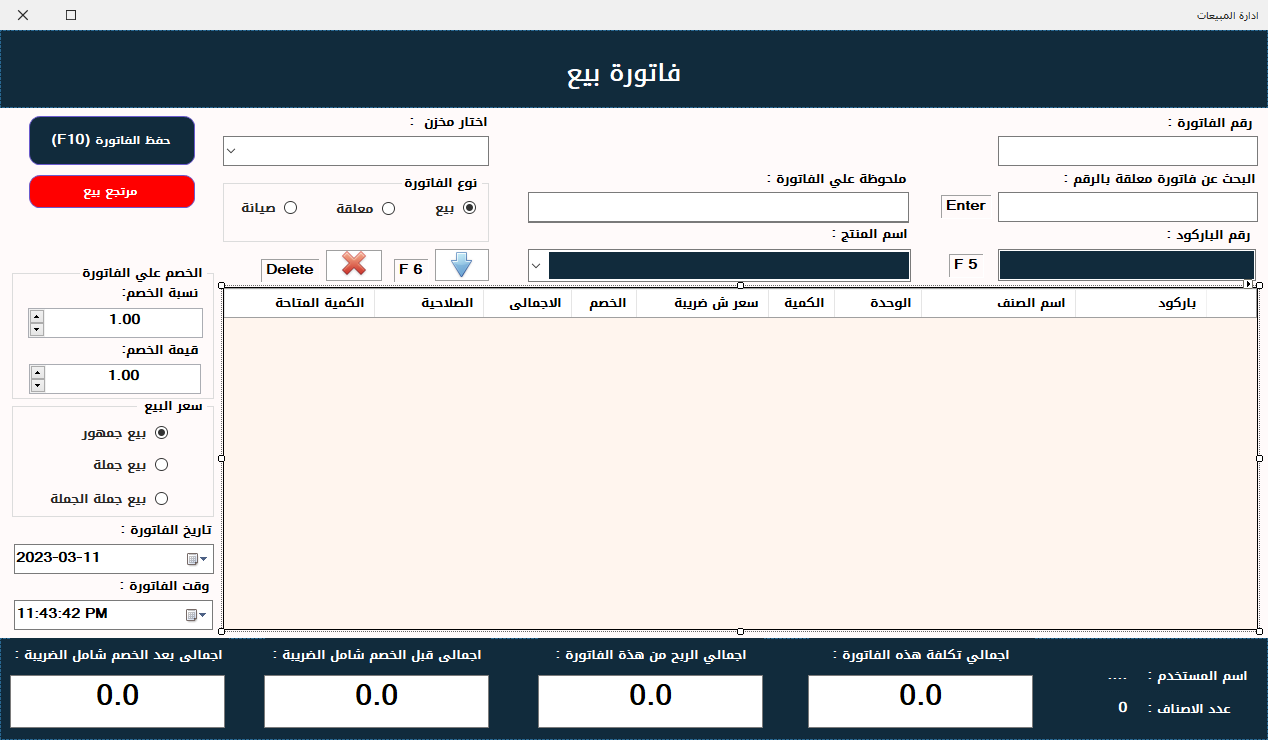 ادارة المبيعات
فاتورة بيع
رقم الفاتورة :
اختار مخزن :
حفظ الفاتورة (F10)
البحث عن فاتورة معلقة بالرقم :
Enter
ملحوظة علي الفاتورة :
نوع الفاتورة
بيع
معلقة
صيانة
مرتجع بيع
رقم الباركود :
F 5
اسم المنتج :
F 6
Delete
باركود
اسم الصنف
الوحدة
الكمية
سعر ش ضريبة
الخصم
الاجمالى
الصلاحية
الكمية المتاحة
الخصم علي الفاتورة
نسبة الخصم:
1.00
قيمة الخصم:
1.00
سعر البيع
بيع جمهور
بيع جملة
بيع جملة الجملة
تاريخ الفاتورة :
2023-03-11
وقت الفاتورة :
11:43:42 PM
اسم المستخدم : ....
عدد الاصناف : 0
اجمالي تكلفة هذه الفاتورة :
0.0
اجمالي الربح من هذة الفاتورة :
0.0
اجمالى قبل الخصم شامل الضريبة :
0.0
اجمالى بعد الخصم شامل الضريبة :
0.0